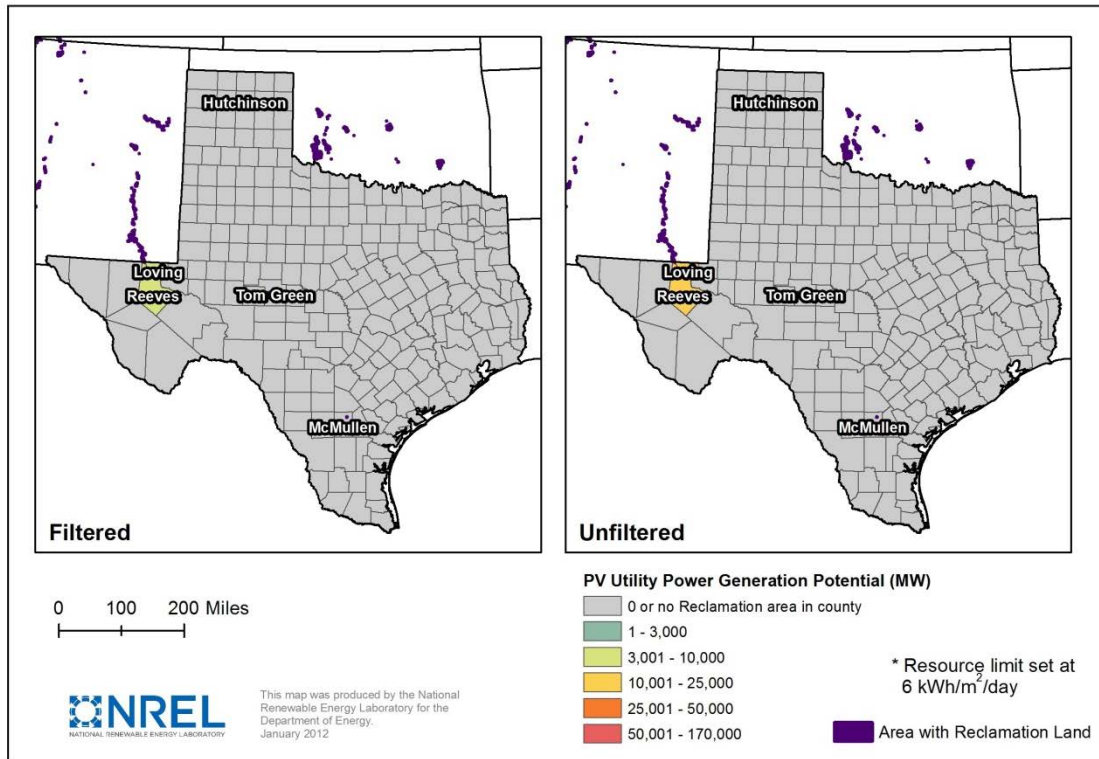 Hutchinson
Loving
Reeves
Tom Green
McMullen
Filtered
Hutchinson
Loving
Reeves
Tom Green
McMullen
Unfiltered
0 100 200 Miles
NREL
NATIONAL RENEWABLE ENERGY LABORATORY
This map was produced by the National
Renewable Energy Laboratory for the
Department of Energy.
January 2012
PV Utility Power Generation Potential (MW)
0 or no Reclamation area in county
1 - 3,000
3,001 - 10,000
10,001 - 25,000
25,001 - 50,000
50,001 - 170,000
* Resource limit set at
6 kWh/m²/day
Area with Reclamation Land